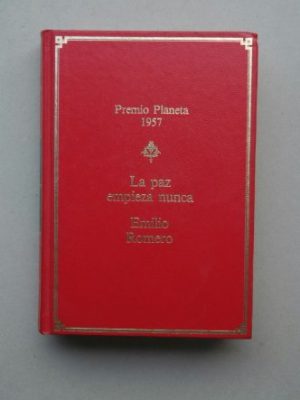 Premio Planeta
1957
La paz
empieza nunca
Emilio
Romero